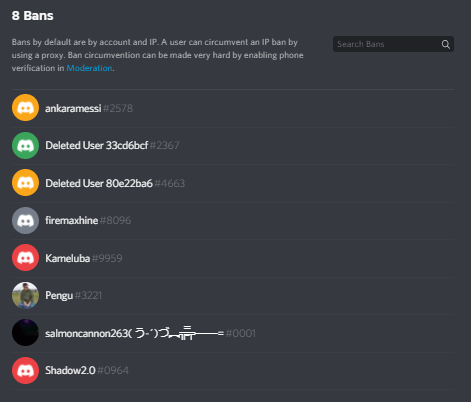 8 Bans
Bans by default are by account and IP. A user can circumvent an IP ban by
using a proxy. Ban circumvention can be made very hard by enabling phone
verification in Moderation.
Search Bans
ankaramessi#2578
Deleted User 33cd6bcf#2367
Deleted User 80e22ba6#4663
firemaxhine#8096
Kameluba#9959
Pengu#3221
salmoncannon263( う-´)づ︻╦̵̵̿╤──#0001
Shadow2.0#0964